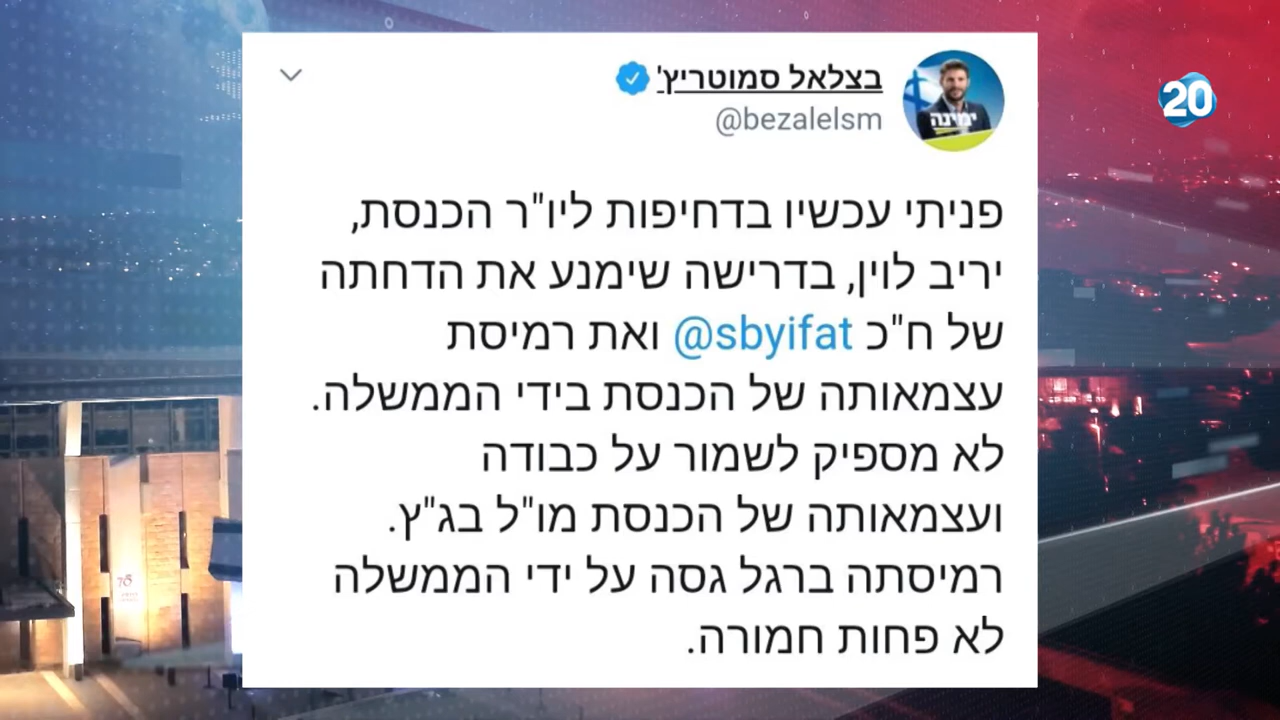 בצלאל סמוטריץ'
@bezalelsm
ימינה
20
פניתי עכשיו בדחיפות ליו"ר הכנסת,
יריב לוין, בדרישה שימנע את הדחתה
של ח"כ @sbyifat ואת רמיסת
עצמאותה של הכנסת בידי הממשלה.
לא מספיק לשמור על כבודה
ועצמאותה של הכנסת מו"ל בג"ץ.
רמיסתה ברגל גסה על ידי הממשלה
לא פחות חמורה.